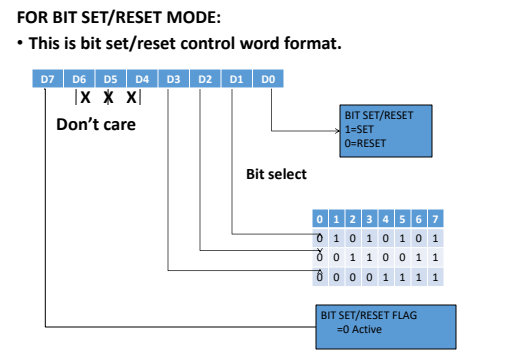 FOR BIT SET/RESET MODE:
• This is bit set/reset control word format.
D7 D6 D5 D4 D3 D2 D1 D0
X X X
Don't care
BIT SET/RESET
1=SET
0=RESET
Bit select
0 1 2 3 4 5 6 7
0 1 0 1 0 1 0 1
0 0 1 1 0 0 1 1
0 0 0 0 1 1 1 1
BIT SET/RESET FLAG
=0 Active